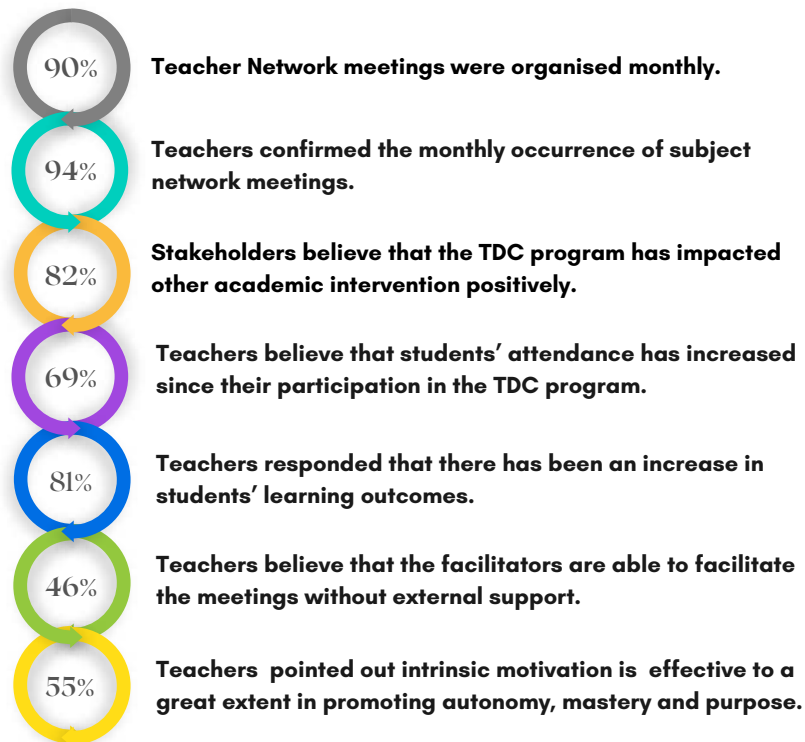 90%
Teacher Network meetings were organised monthly.
94%
Teachers confirmed the monthly occurrence of subject
network meetings.
82%
Stakeholders believe that the TDC program has impacted
other academic intervention positively.
69%
Teachers believe that students' attendance has increased
since their participation in the TDC program.
81%
Teachers responded that there has been an increase in
students' learning outcomes.
46%
Teachers believe that the facilitators are able to facilitate
the meetings without external support.
55%
Teachers pointed out intrinsic motivation is effective to a
great extent in promoting autonomy, mastery and purpose.